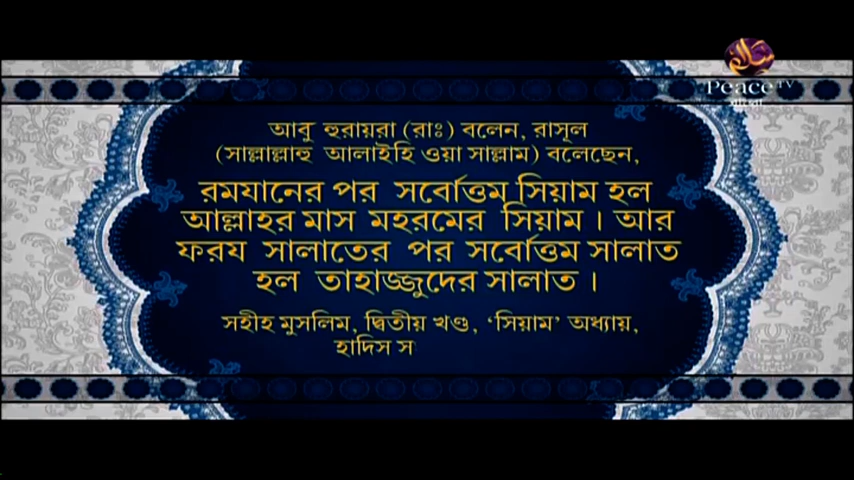 Peace TV
বাংলা
আবু হুরায়রা (রাঃ) বলেন, রাসূল
(সাল্লাল্লাহু আলাইহি ওয়া সাল্লাম) বলেছেন,
রমযানের পর সর্বোত্তম সিয়াম হল
আল্লাহর মাস মহরমের সিয়াম। আর
ফরয সালাতের পর সর্বোত্তম সালাত
হল তাহাজ্জুদের সালাত।
সহীহ মুসলিম, দ্বিতীয় খণ্ড, ‘সিয়াম’ অধ্যায়,
হাদিস স